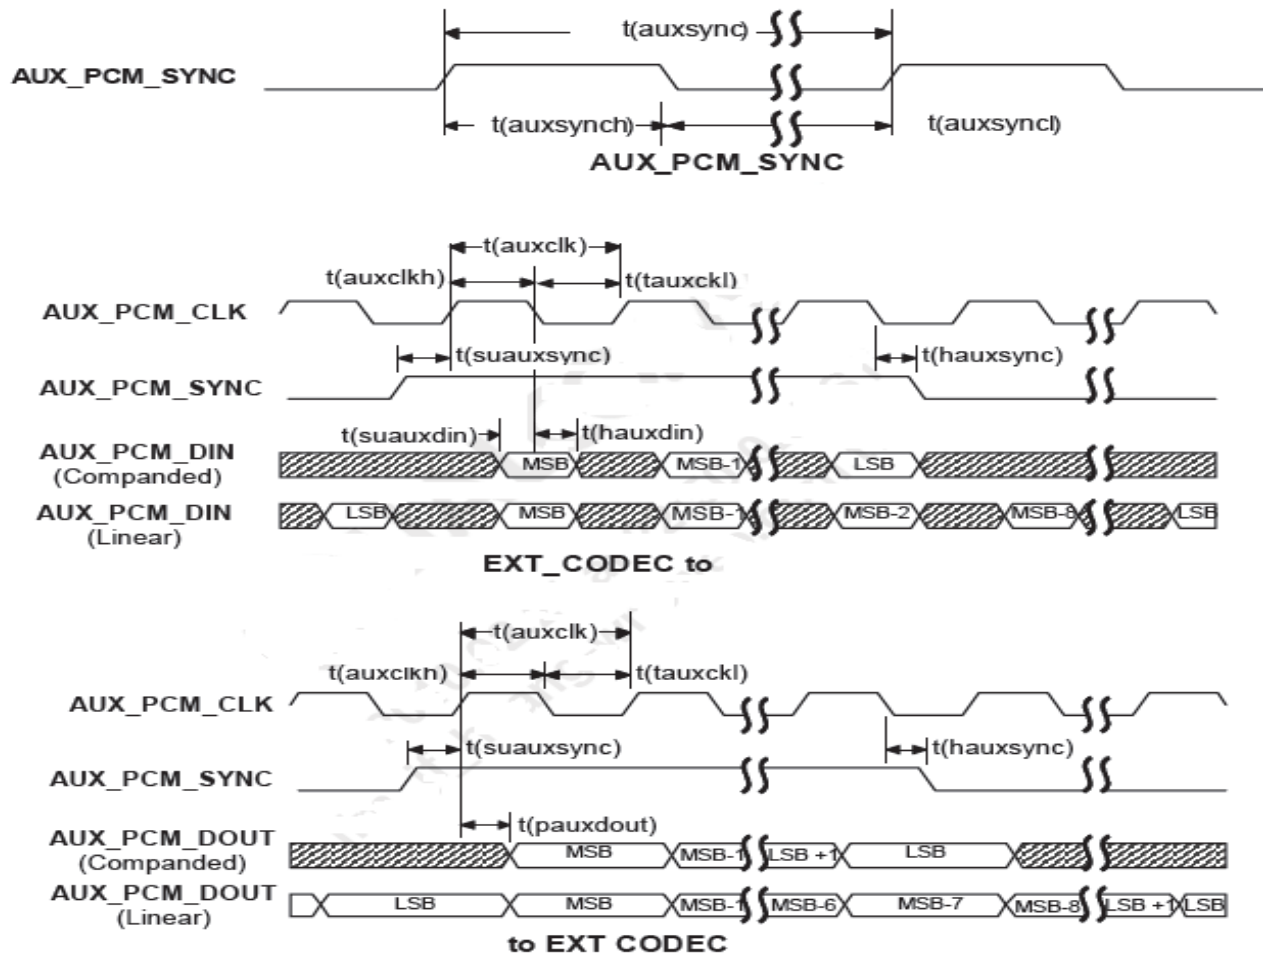 t(auxsync)
AUX_PCM_SYNC
t(auxsynch)
t(auxsyncl)
AUX_PCM_SYNC
t(auxclk)
t(auxclkh)
t(tauxckl)
AUX_PCM_CLK
t(suauxsync)
t(hauxsync)
AUX_PCM_SYNC
t(suauxdin)
t(hauxdin)
AUX_PCM_DIN
(Companded)
MSB MSB-1 LSB
AUX_PCM_DIN
(Linear)
LSB MSB MSB-1 MSB-2 MSB-8 LSB
EXT_CODEC to
t(auxclk)
t(auxclkh)
t(tauxckl)
AUX_PCM_CLK
t(suauxsync)
t(hauxsync)
AUX_PCM_SYNC
t(pauxdout)
AUX_PCM_DOUT
(Companded)
MSB MSB-1 LSB +1 LSB
AUX_PCM_DOUT
(Linear)
LSB MSB MSB-1 MSB-6 MSB-7 MSB-8 LSB +1 LSB
to EXT CODEC